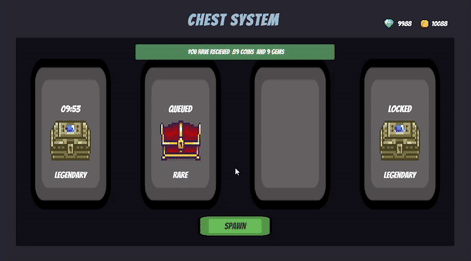 CHEST SYSTEM
9988 10088
YOU HAVE RECIEVED 89 COINS AND 9 GEMS
09:53 QUEUED LOCKED
LEGENDARY RARE LEGENDARY
SPAWN